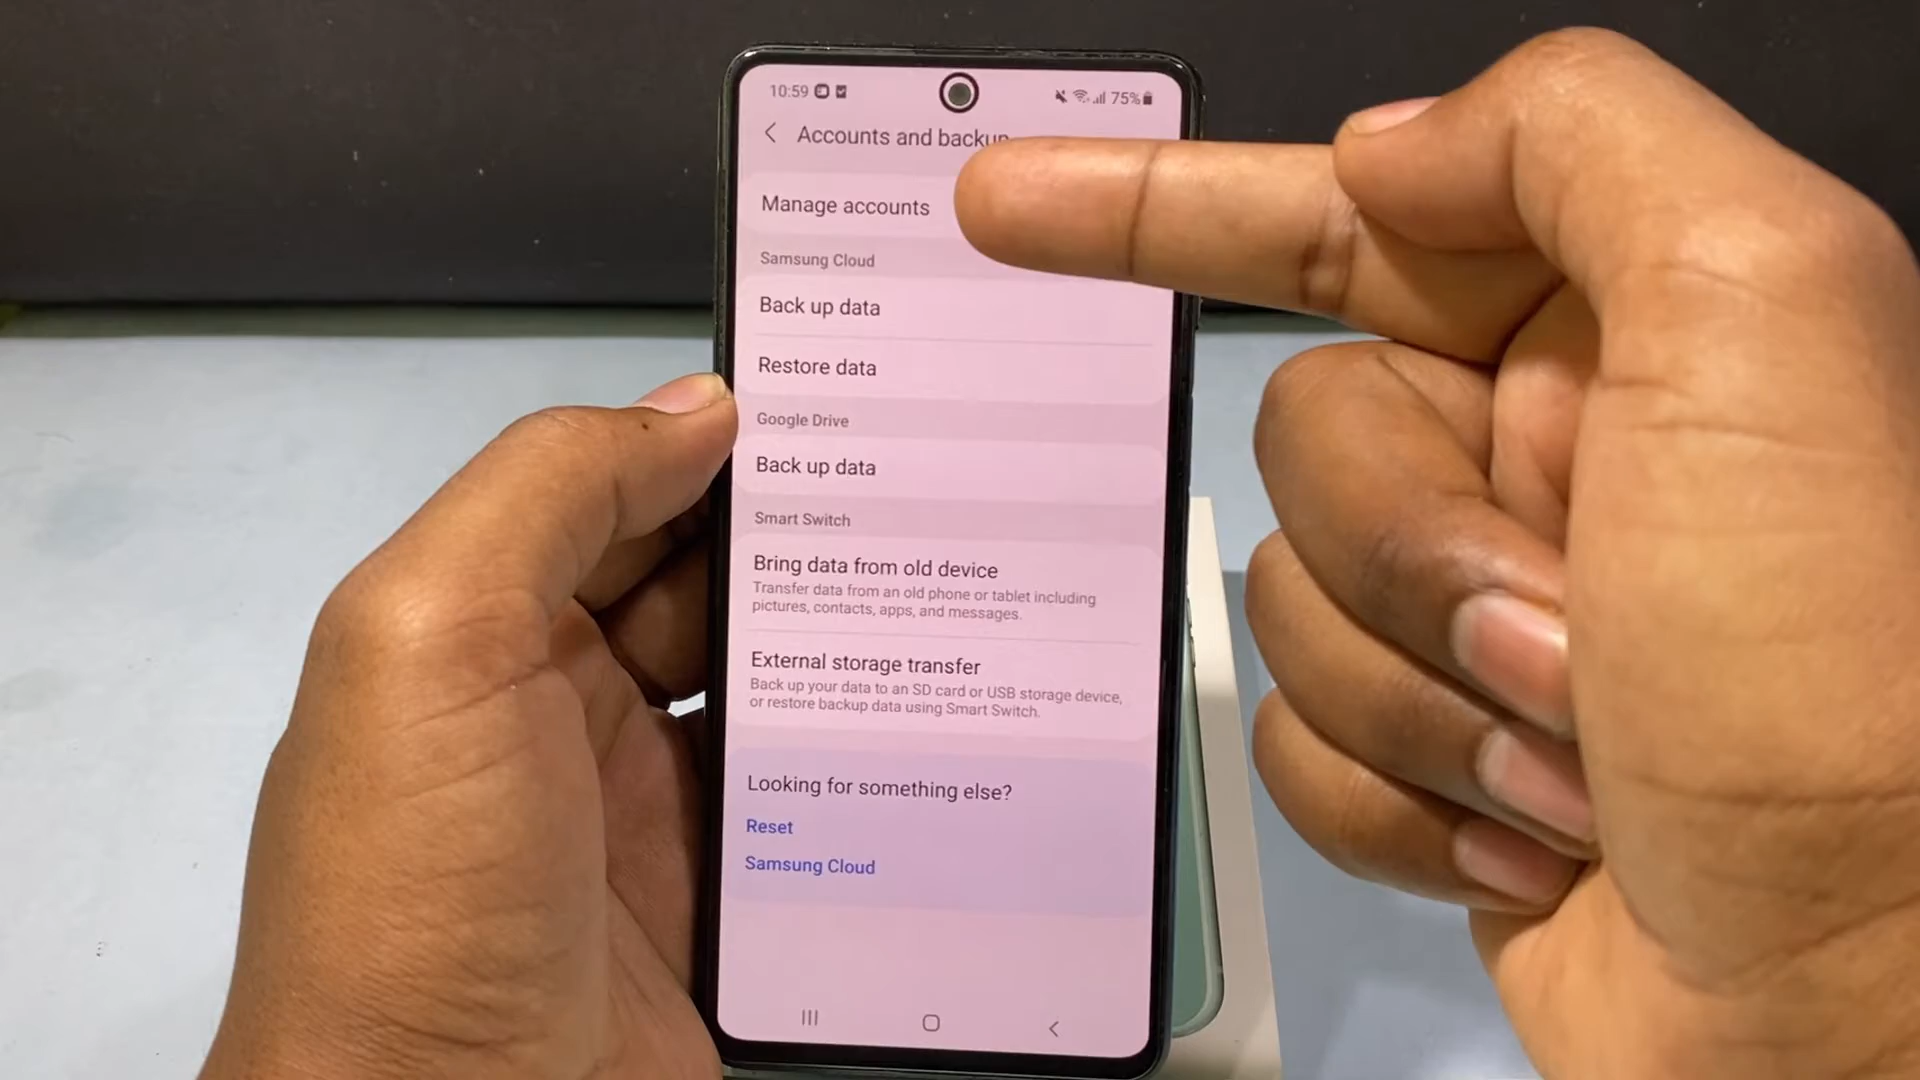 10:59
75%
Accounts and backup
Manage accounts
Samsung Cloud
Back up data
Restore data
Google Drive
Back up data
Smart Switch
Bring data from old device
Transfer data from an old phone or tablet including
pictures, contacts, apps, and messages.
External storage transfer
Back up your data to an SD card or USB storage device,
or restore backup data using Smart Switch.
Looking for something else?
Reset
Samsung Cloud